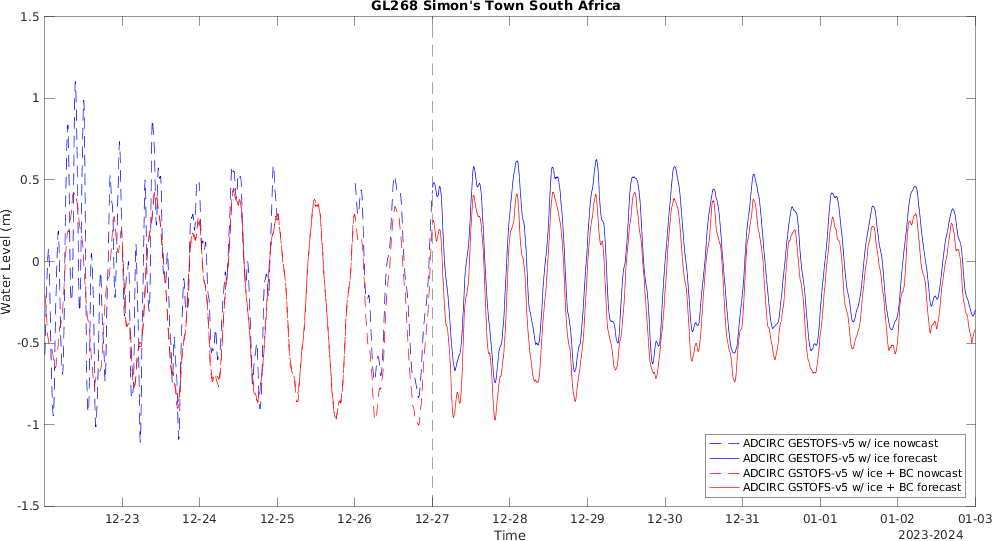 GL268 Simon's Town South Africa
1.5
1
0.5
0
-0.5
-1
-1.5
Water Level (m)
12-23
12-24
12-25
12-26
12-27
12-28
12-29
12-30
12-31
01-01
01-02
01-03
Time
2023-2024
ADCIRC GESTOFS-v5 w/ ice nowcast
ADCIRC GESTOFS-v5 w/ ice forecast
ADCIRC GSTOFS-v5 w/ ice + BC nowcast
ADCIRC GSTOFS-v5 w/ ice + BC forecast